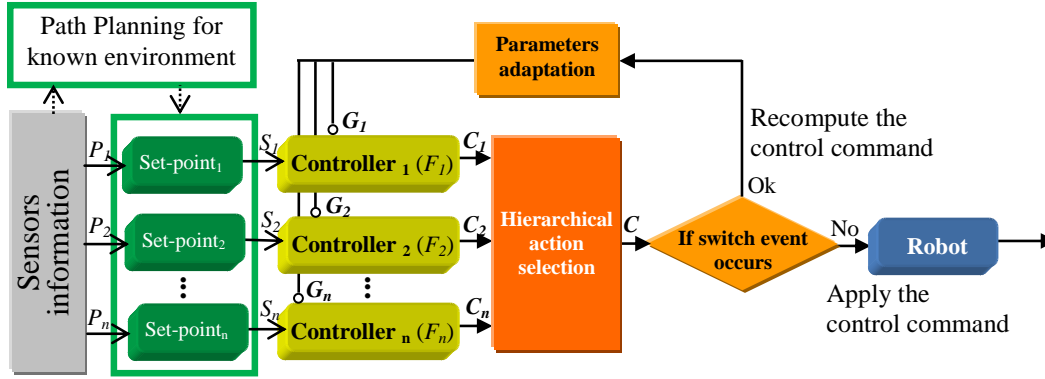 Path Planning for
known environment
Parameters
adaptation
Recompute the
control command
Ok
Sensors
information
P1
P2
Pn
Set-point1
Set-point2
Set-pointn
S1
S2
Sn
G1
G2
Gn
Controller 1 (F1)
Controller 2 (F2)
Controller n (Fn)
C1
C2
Cn
Hierarchical
action
selection
C
If switch event
occurs
No
Robot
Apply the
control command